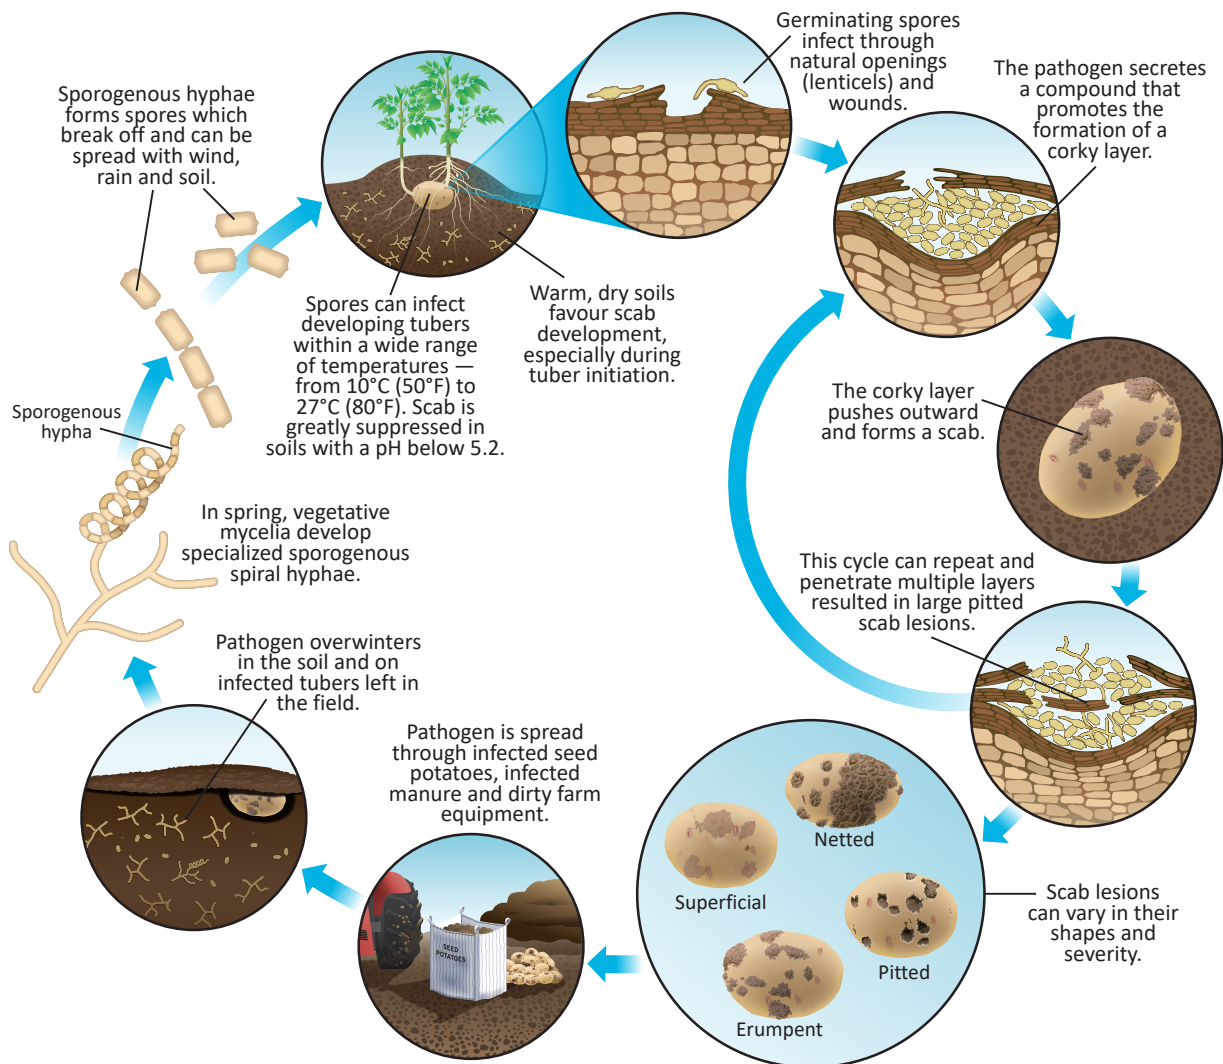 Germinating spores
infect through
natural openings
(lenticels) and
wounds.
The pathogen secretes
a compound that
promotes the
formation of a
corky layer.
Sporogenous hyphae
forms spores which
break off and can be
spread with wind,
rain and soil.
Spores can infect
developing tubers
within a wide range
of temperatures —
from 10°C (50°F) to
27°C (80°F). Scab is
greatly suppressed in
soils with a pH below 5.2.
Warm, dry soils
favour scab
development,
especially during
tuber initiation.
The corky layer
pushes outward
and forms a scab.
Sporogenous
hypha
In spring, vegetative
mycelia develop
specialized sporogenous
spiral hyphae.
This cycle can repeat and
penetrate multiple layers
resulted in large pitted
scab lesions.
Pathogen overwinters
in the soil and on
infected tubers left in
the field.
Pathogen is spread
through infected seed
potatoes, infected
manure and dirty farm
equipment.
SEED
POTATOES
Netted
Superficial
Pitted
Erumpent
Scab lesions
can vary in their
shapes and
severity.